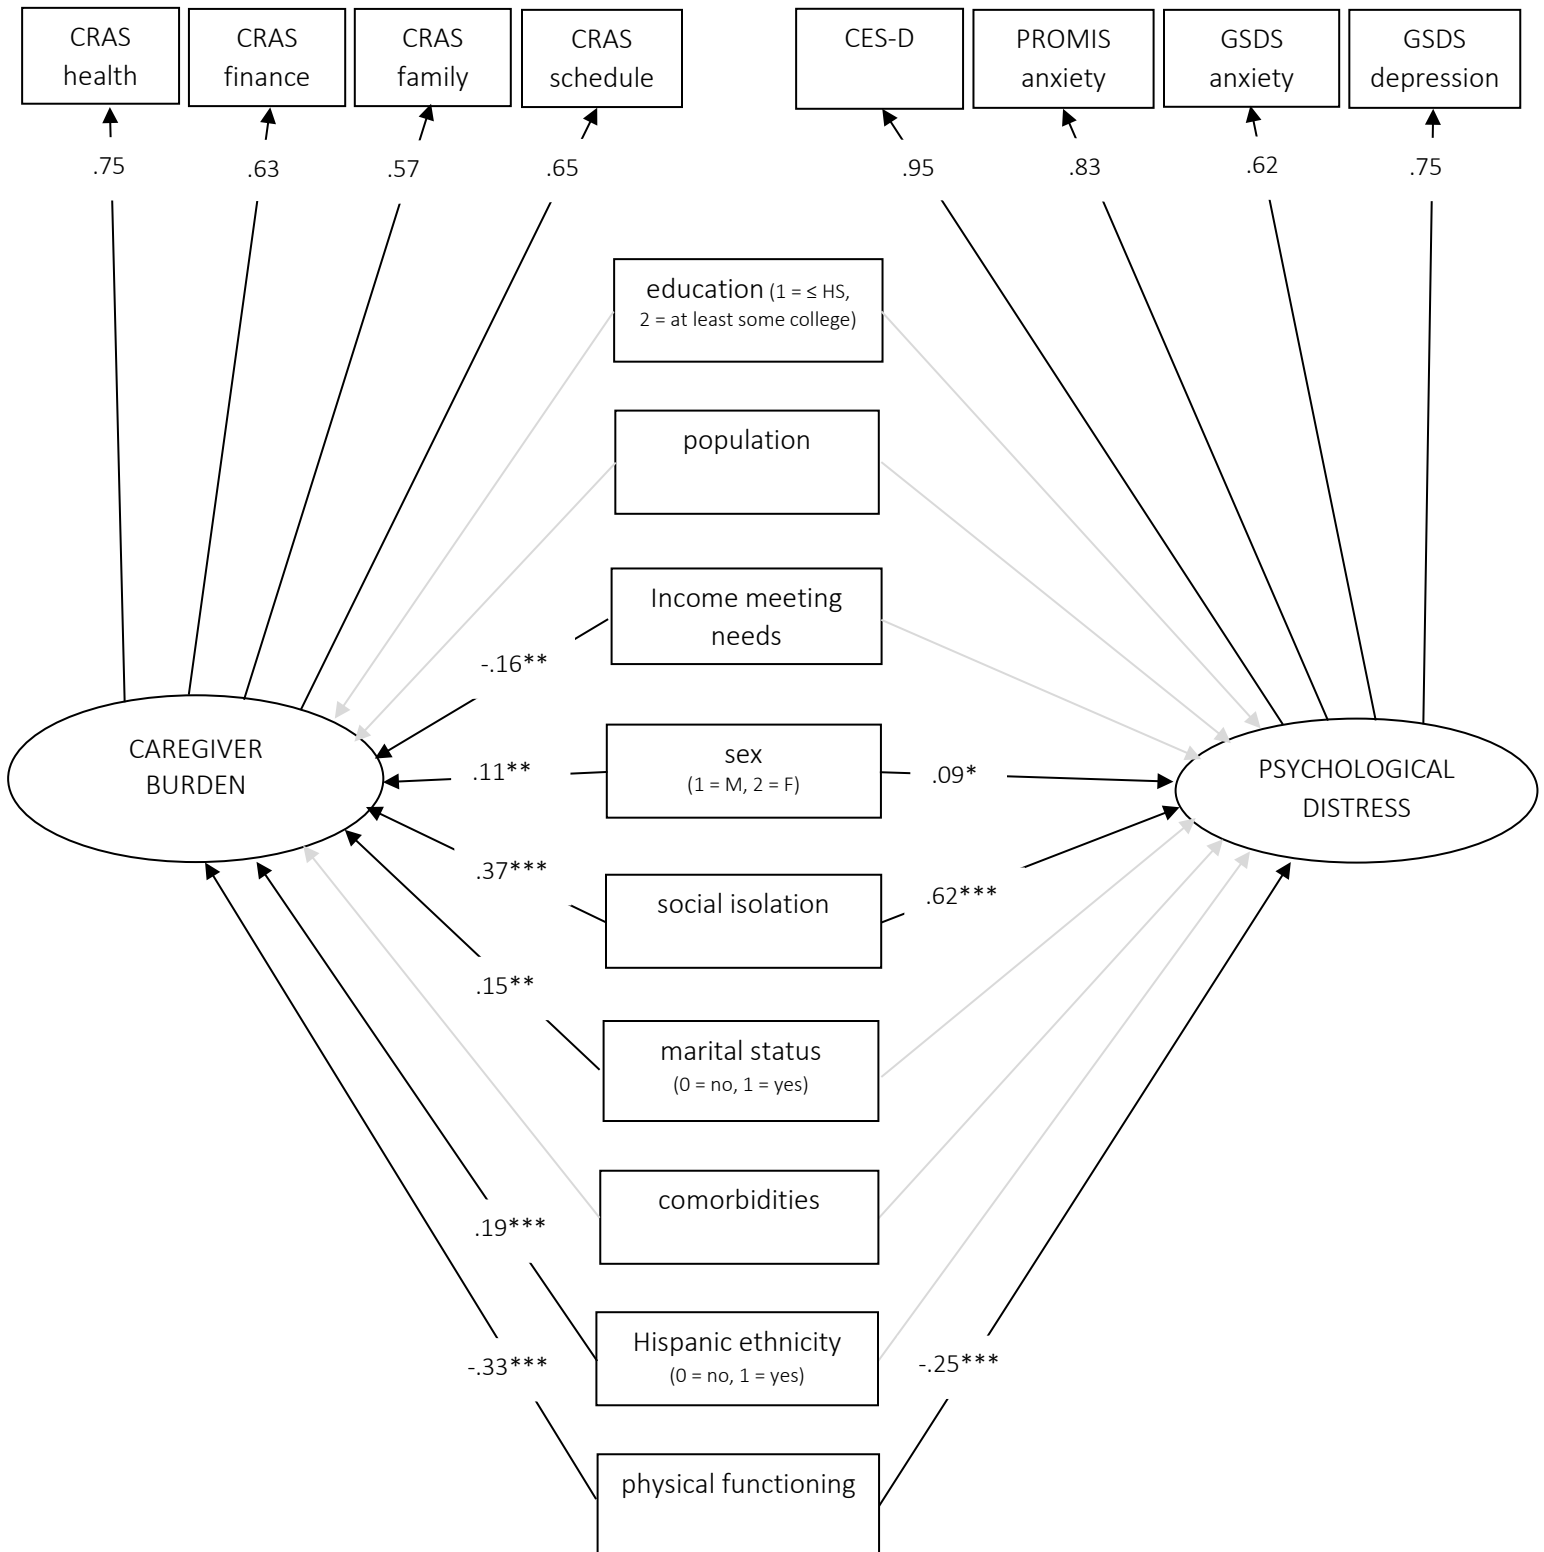 CRAS
health
CRAS
finance
CRAS
family
CRAS
schedule
CES-D
PROMIS
anxiety
GSDS
anxiety
GSDS
depression
.75
.63
.57
.65
.95
.83
.62
.75
education (1 = ≤ HS,
2 = at least some college)
population
Income meeting
needs
-.16**
CAREGIVER
BURDEN
.11**
sex
(1 = M, 2 = F)
.09*
PSYCHOLOGICAL
DISTRESS
.37***
social isolation
.62***
.15**
marital status
(0 = no, 1 = yes)
comorbidities
.19***
Hispanic ethnicity
(0 = no, 1 = yes)
-.33***
-.25***
physical functioning